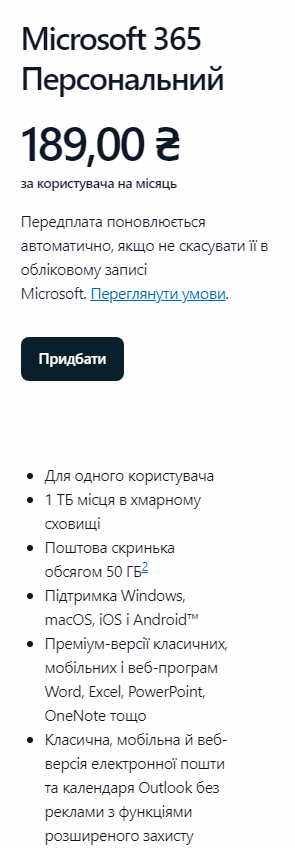 Microsoft 365
Персональний
189,00 ₴
за користувача на місяць
Передплата поновлюється
автоматично, якщо не скасувати її в
обліковому записі
Microsoft. Переглянути умови.
Придбати
• Для одного користувача
• 1 ТБ місця в хмарному
сховищі
• Поштова скринька
обсягом 50 ГБ2
• Підтримка Windows,
macOS, iOS і Android™
• Преміум-версії класичних,
мобільних і веб-програм
Word, Excel, PowerPoint,
OneNote тощо
• Класична, мобільна й веб-
версія електронної пошти
та календаря Outlook без
реклами з функціями
розширеного захисту